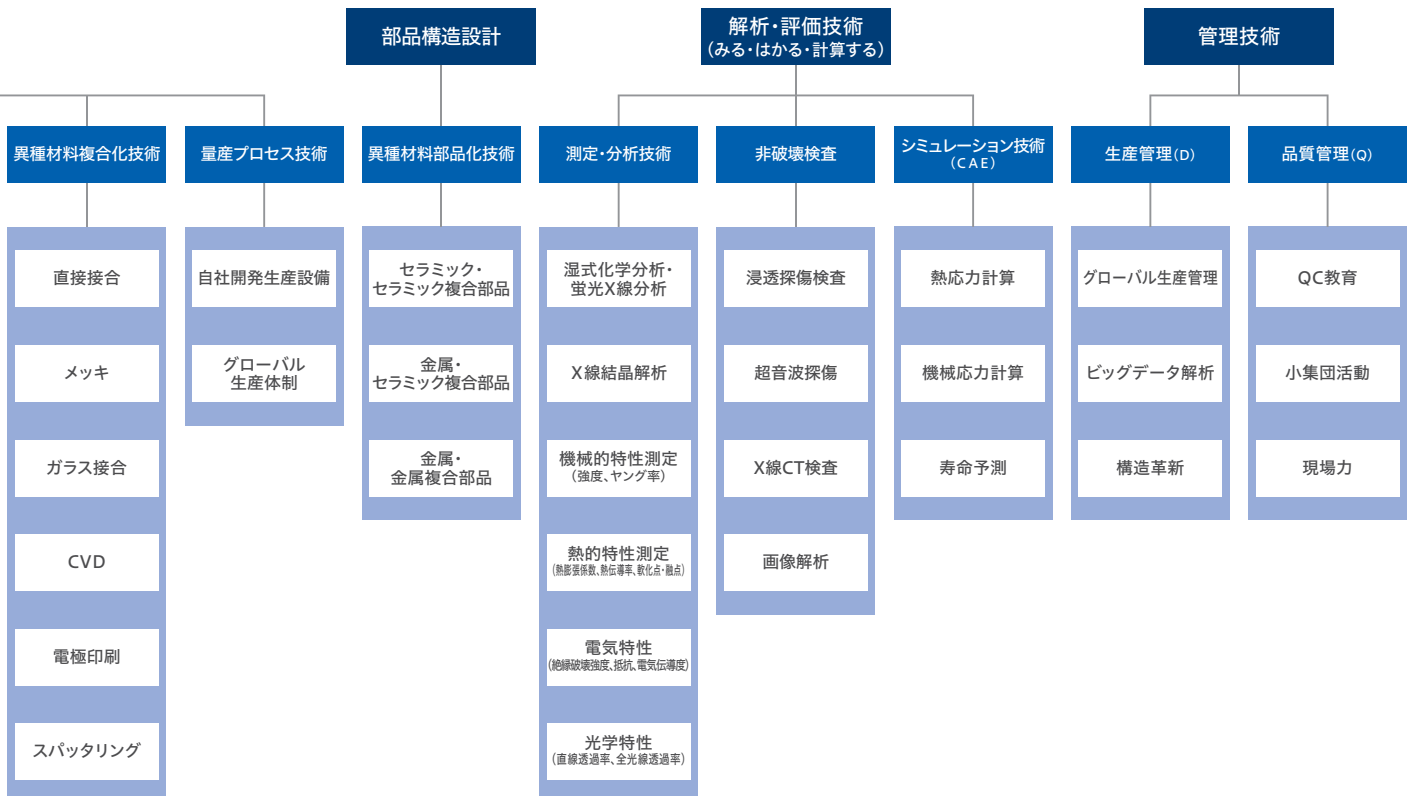 部品構造設計
解析・評価技術
（みる・はかる・計算する）
管理技術
異種材料複合化技術
量産プロセス技術
異種材料部品化技術
測定・分析技術
非破壊検査
シミュレーション技術
（CAE）
生産管理（D）
品質管理（Q）
直接接合
メッキ
ガラス接合
CVD
電極印刷
スパッタリング
自社開発生産設備
グローバル
生産体制
セラミック・
セラミック複合部品
金属・
セラミック複合部品
金属・
金属複合部品
湿式化学分析・
蛍光X線分析
X線結晶解析
機械的特性測定
（強度、ヤング率）
熱的特性測定
（熱膨張係数、熱伝導率、軟化点・融点）
電気特性
（絶縁破壊強度、抵抗、電気伝導度）
光学特性
（直線透過率、全光線透過率）
浸透探傷検査
超音波探傷
X線CT検査
画像解析
熱応力計算
機械応力計算
寿命予測
グローバル生産管理
ビッグデータ解析
構造革新
QC教育
小集団活動
現場力